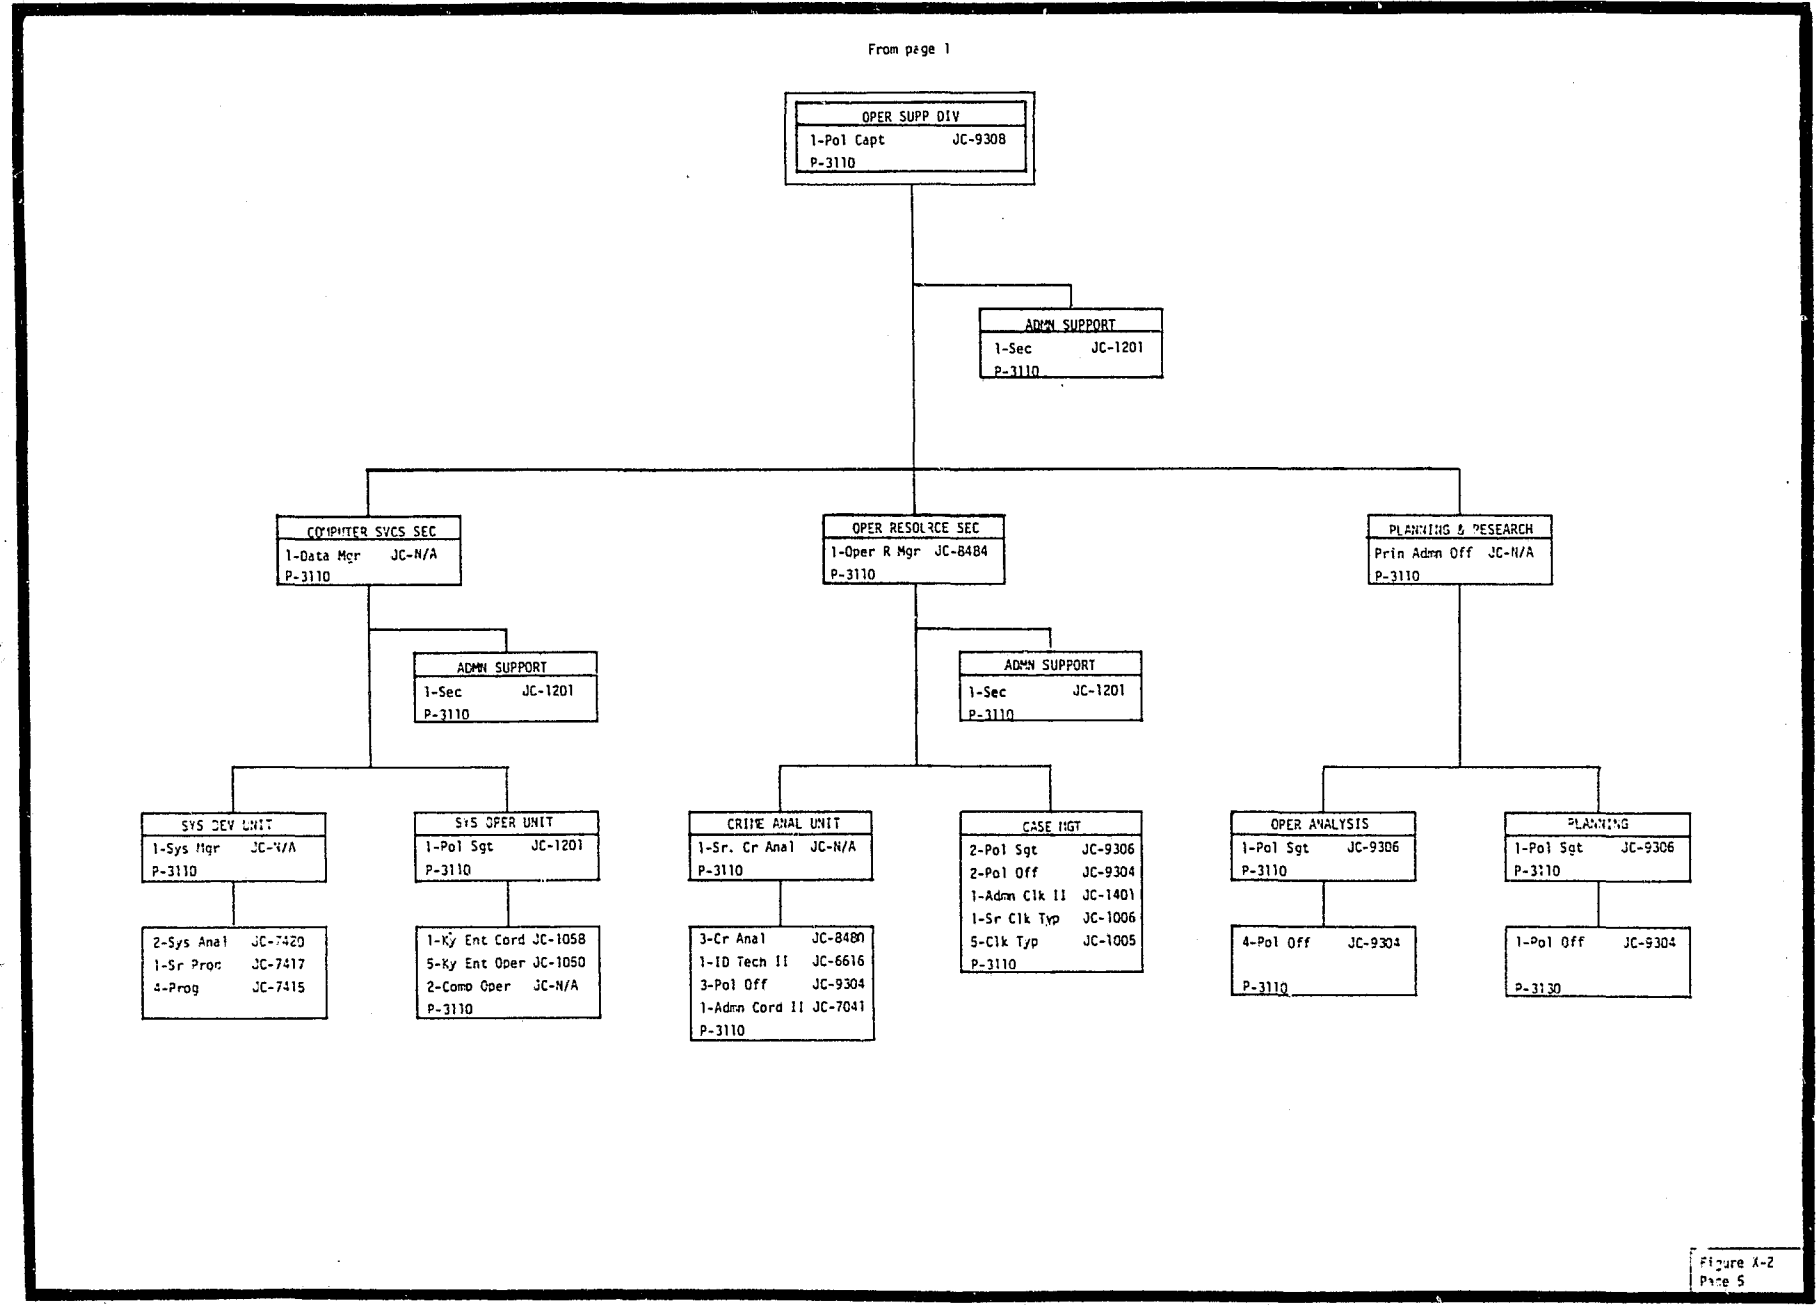 From page 1
OPER SUPP DIV
1-Pol Capt JC-9308
P-3110
ADMN SUPPORT
1-Sec JC-1201
P-3110
COMPUTER SVCS SEC
1-Data Mgr JC-N/A
P-3110
OPER RESOURCE SEC
1-Oper R Mgr JC-8484
P-3110
PLANNING & RESEARCH
Prin Admn Off JC-N/A
P-3110
ADMN SUPPORT
1-Sec JC-1201
P-3110
ADMN SUPPORT
1-Sec JC-1201
P-3110
SYS DEV UNIT
1-Sys Mgr JC-N/A
P-3110
2-Sys Anal JC-7420
1-Sr Prog JC-7417
4-Prog JC-7415
SYS OPER UNIT
1-Pol Sgt JC-1201
P-3110
1-Ky Ent Cord JC-1058
5-Ky Ent Oper JC-1050
2-Comp Oper JC-N/A
P-3110
CRIME ANAL UNIT
1-Sr. Cr Anal JC-N/A
P-3110
3-Cr Anal JC-8480
1-ID Tech II JC-6616
3-Pol Off JC-9304
1-Admn Cord II JC-7041
P-3110
CASE MGT
2-Pol Sgt JC-9306
2-Pol Off JC-9304
1-Admn Clk II JC-1401
1-Sr Clk Typ JC-1006
5-Clk Typ JC-1005
P-3110
OPER ANALYSIS
1-Pol Sgt JC-9306
P-3110
4-Pol Off JC-9304
P-3110
PLANNING
1-Pol Sgt JC-9306
P-3110
1-Pol Off JC-9304
P-3130
Figure X-2
Page 5